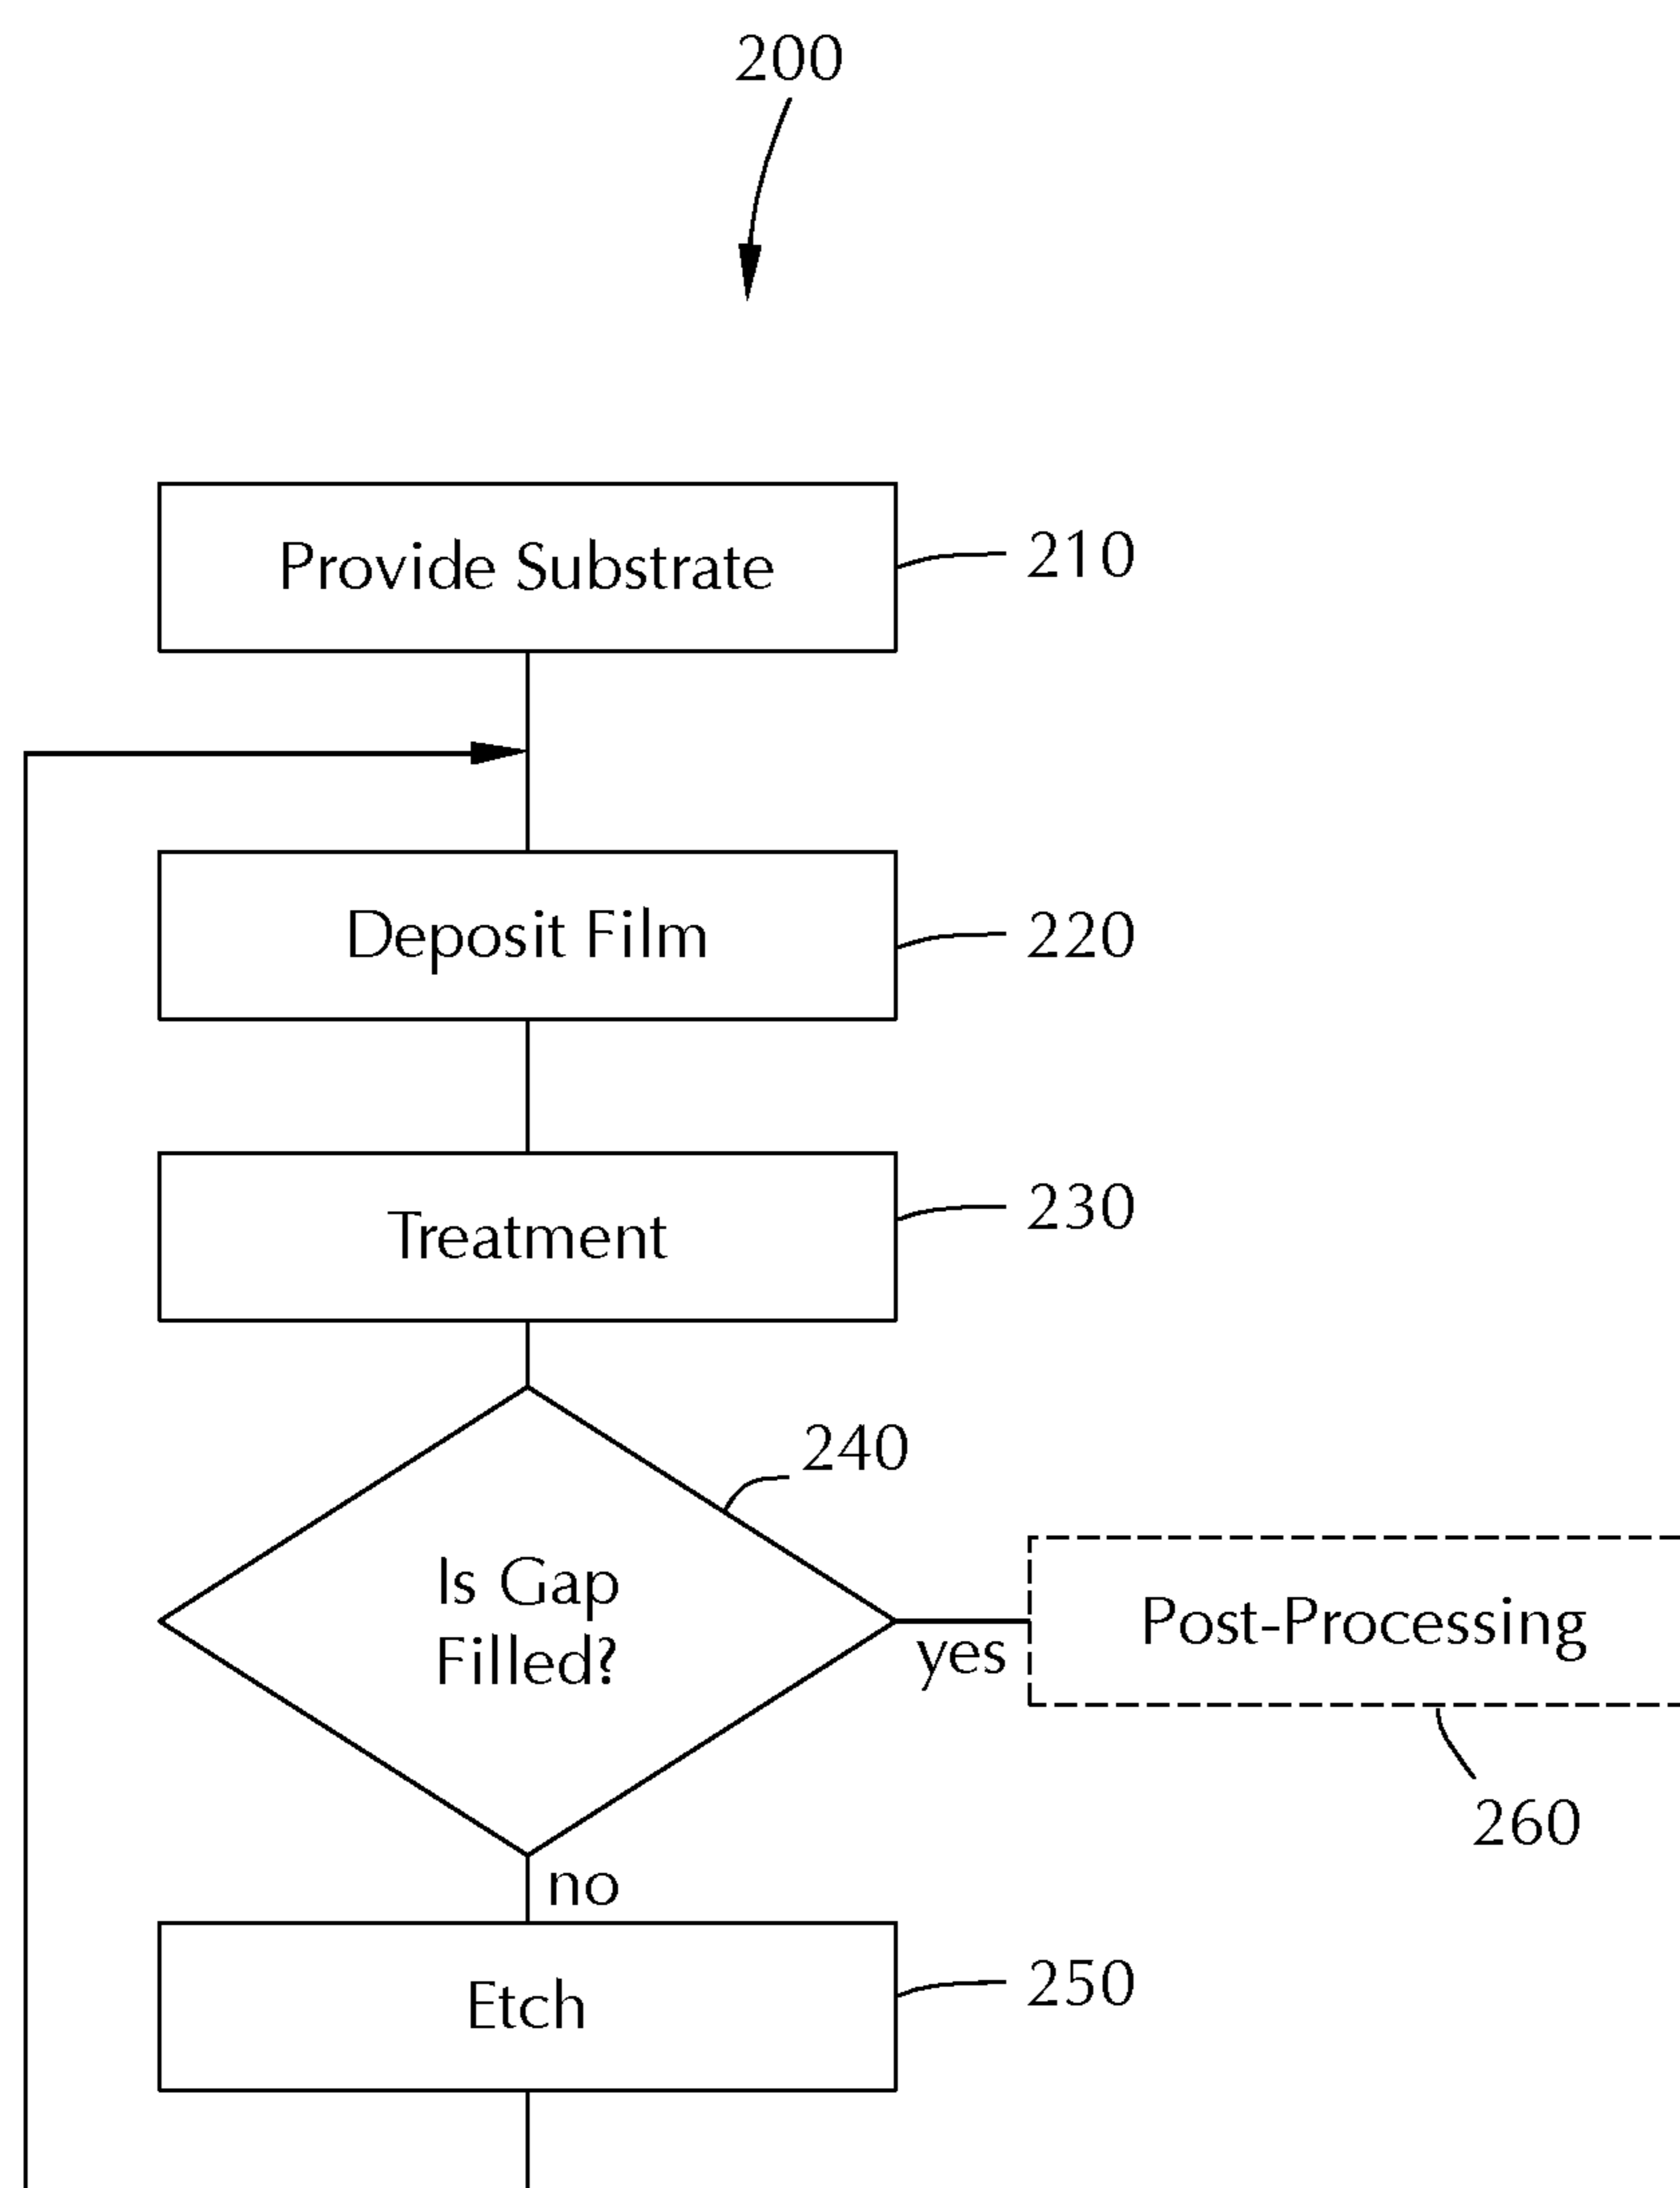 200
Provide Substrate
210
Deposit Film
220
Treatment
230
240
Is Gap
Filled?
yes
Post-Processing
260
no
Etch
250